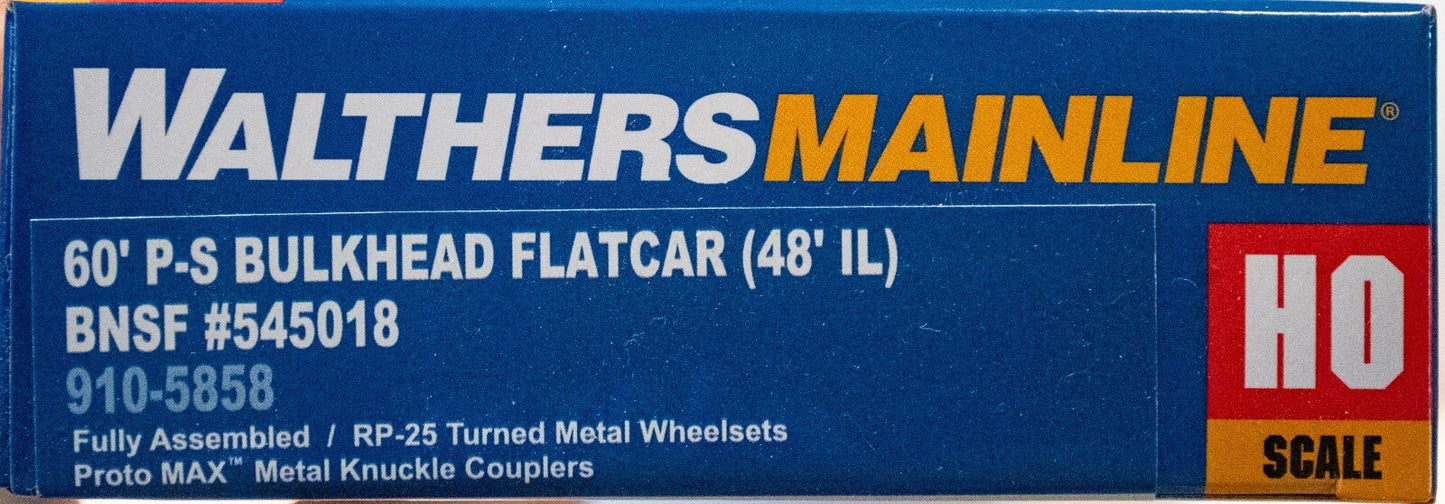 WALTHERSMAINLINE®
60' P-S BULKHEAD FLATCAR (48' IL)
BNSF #545018
910-5858
Fully Assembled / RP-25 Turned Metal Wheelsets
Proto MAX™ Metal Knuckle Couplers
HO
SCALE